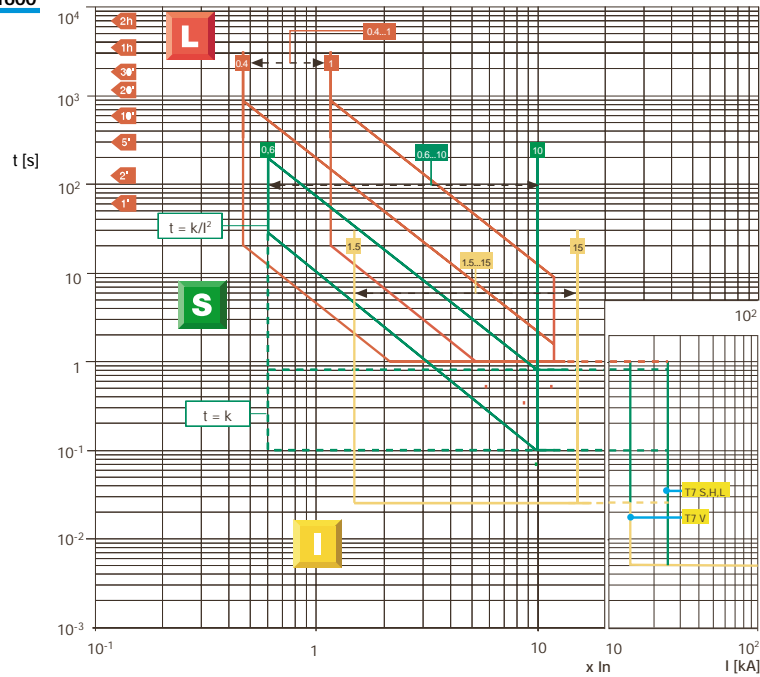 10⁴
2h
L
0.4...1
1h
0.4
1
30'
20'
10³
10'
5'
0,6
0.6...10
10
t [s]
2'
10²
1'
t = k/I²
1.5
15
1.5...15
10
S
10²
1
t = k
10⁻¹
T7 S,H,L
T7 V
I
10⁻²
10⁻³
10⁻¹
1
10
10
10²
x In
I [kA]